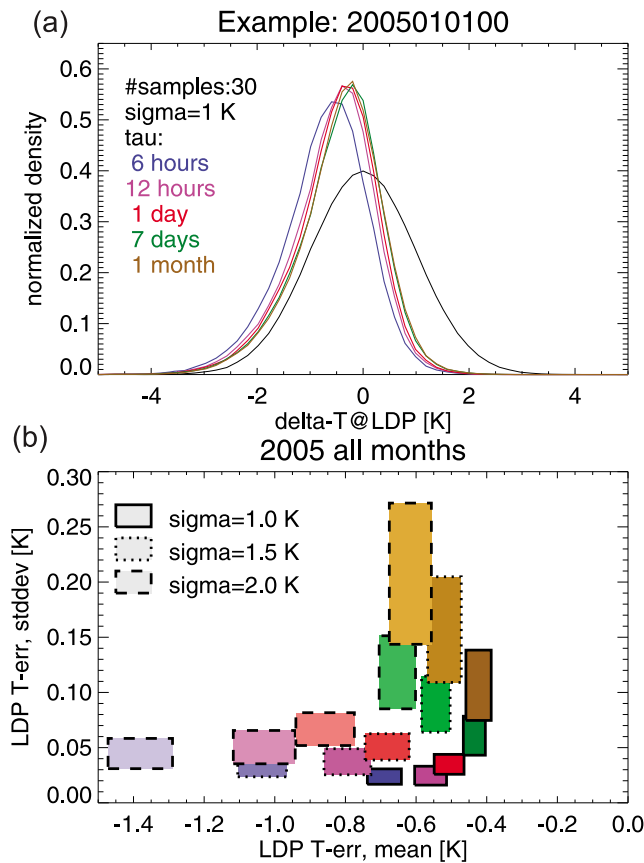 (a)
Example: 2005010100
0.6
0.5
0.4
0.3
0.2
0.1
0.0
normalized density
#samples:30
sigma=1 K
tau:
6 hours
12 hours
1 day
7 days
1 month
-4 -2 0 2 4
delta-T@LDP [K]
(b)
2005 all months
0.30
0.25
0.20
0.15
0.10
0.05
0.00
LDP T-err, stddev [K]
sigma=1.0 K
sigma=1.5 K
sigma=2.0 K
-1.4 -1.2 -1.0 -0.8 -0.6 -0.4 -0.2 0.0
LDP T-err, mean [K]